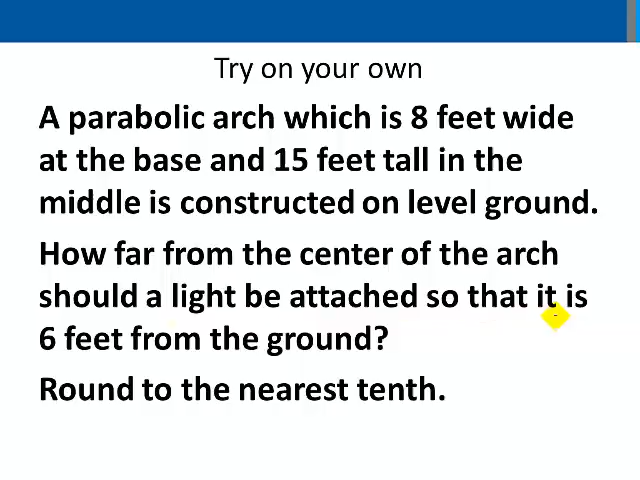 Try on your own
A parabolic arch which is 8 feet wide
at the base and 15 feet tall in the
middle is constructed on level ground.
How far from the center of the arch
should a light be attached so that it is
6 feet from the ground?
Round to the nearest tenth.